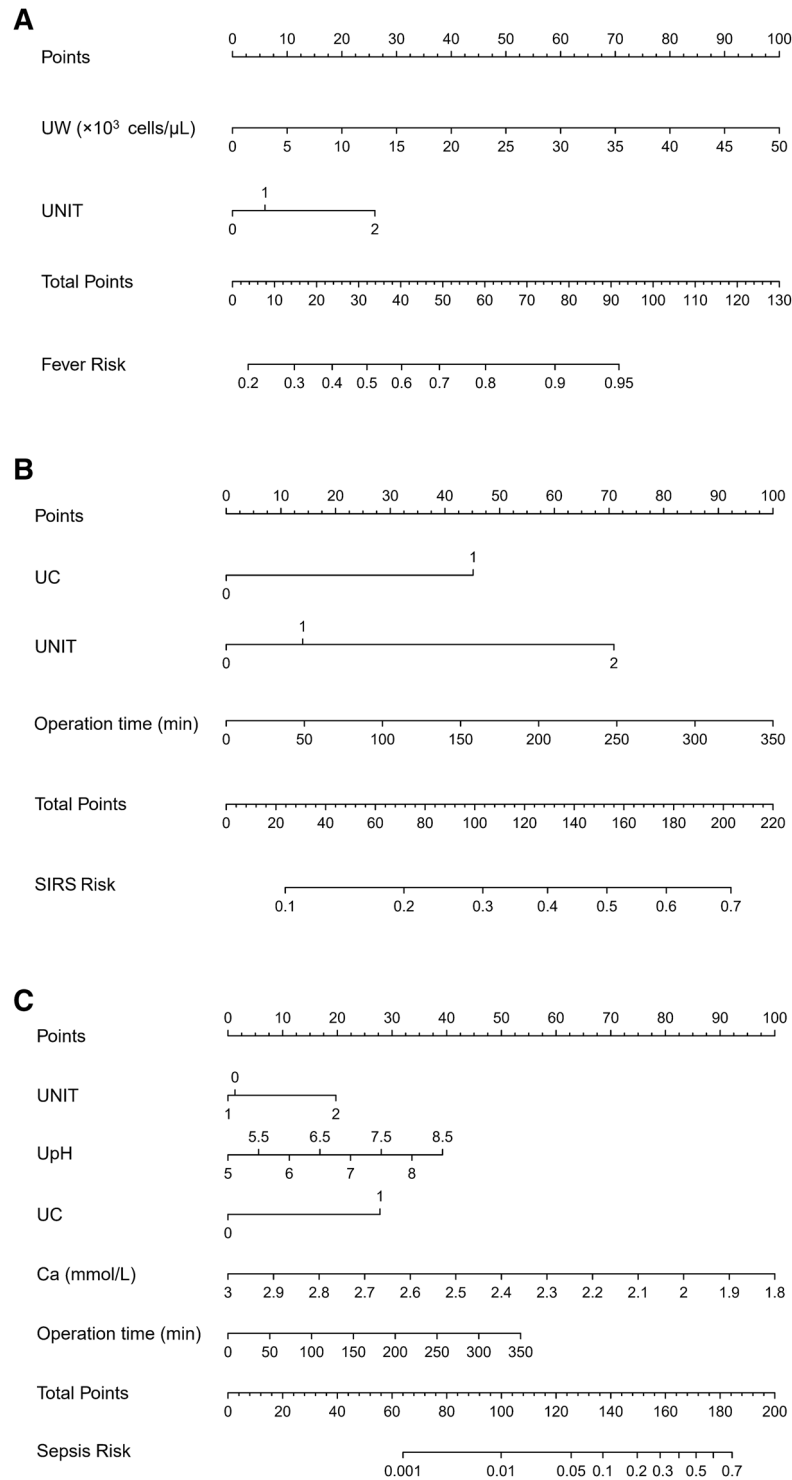 A
0 10 20 30 40 50 60 70 80 90 100
Points
UW (×10³ cells/µL)
0 5 10 15 20 25 30 35 40 45 50
1
UNIT
0 2
Total Points
0 10 20 30 40 50 60 70 80 90 100 110 120 130
Fever Risk
0.2 0.3 0.4 0.5 0.6 0.7 0.8 0.9 0.95
B
0 10 20 30 40 50 60 70 80 90 100
Points
1
UC
0
1
UNIT
0 2
Operation time (min)
0 50 100 150 200 250 300 350
Total Points
0 20 40 60 80 100 120 140 160 180 200 220
SIRS Risk
0.1 0.2 0.3 0.4 0.5 0.6 0.7
C
0 10 20 30 40 50 60 70 80 90 100
Points
0
UNIT
1 2
5.5 6.5 7.5 8.5
UpH
5 6 7 8
1
UC
0
Ca (mmol/L)
3 2.9 2.8 2.7 2.6 2.5 2.4 2.3 2.2 2.1 2 1.9 1.8
Operation time (min)
0 50 100 150 200 250 300 350
Total Points
0 20 40 60 80 100 120 140 160 180 200
Sepsis Risk
0.001 0.01 0.05 0.1 0.2 0.3 0.5 0.7